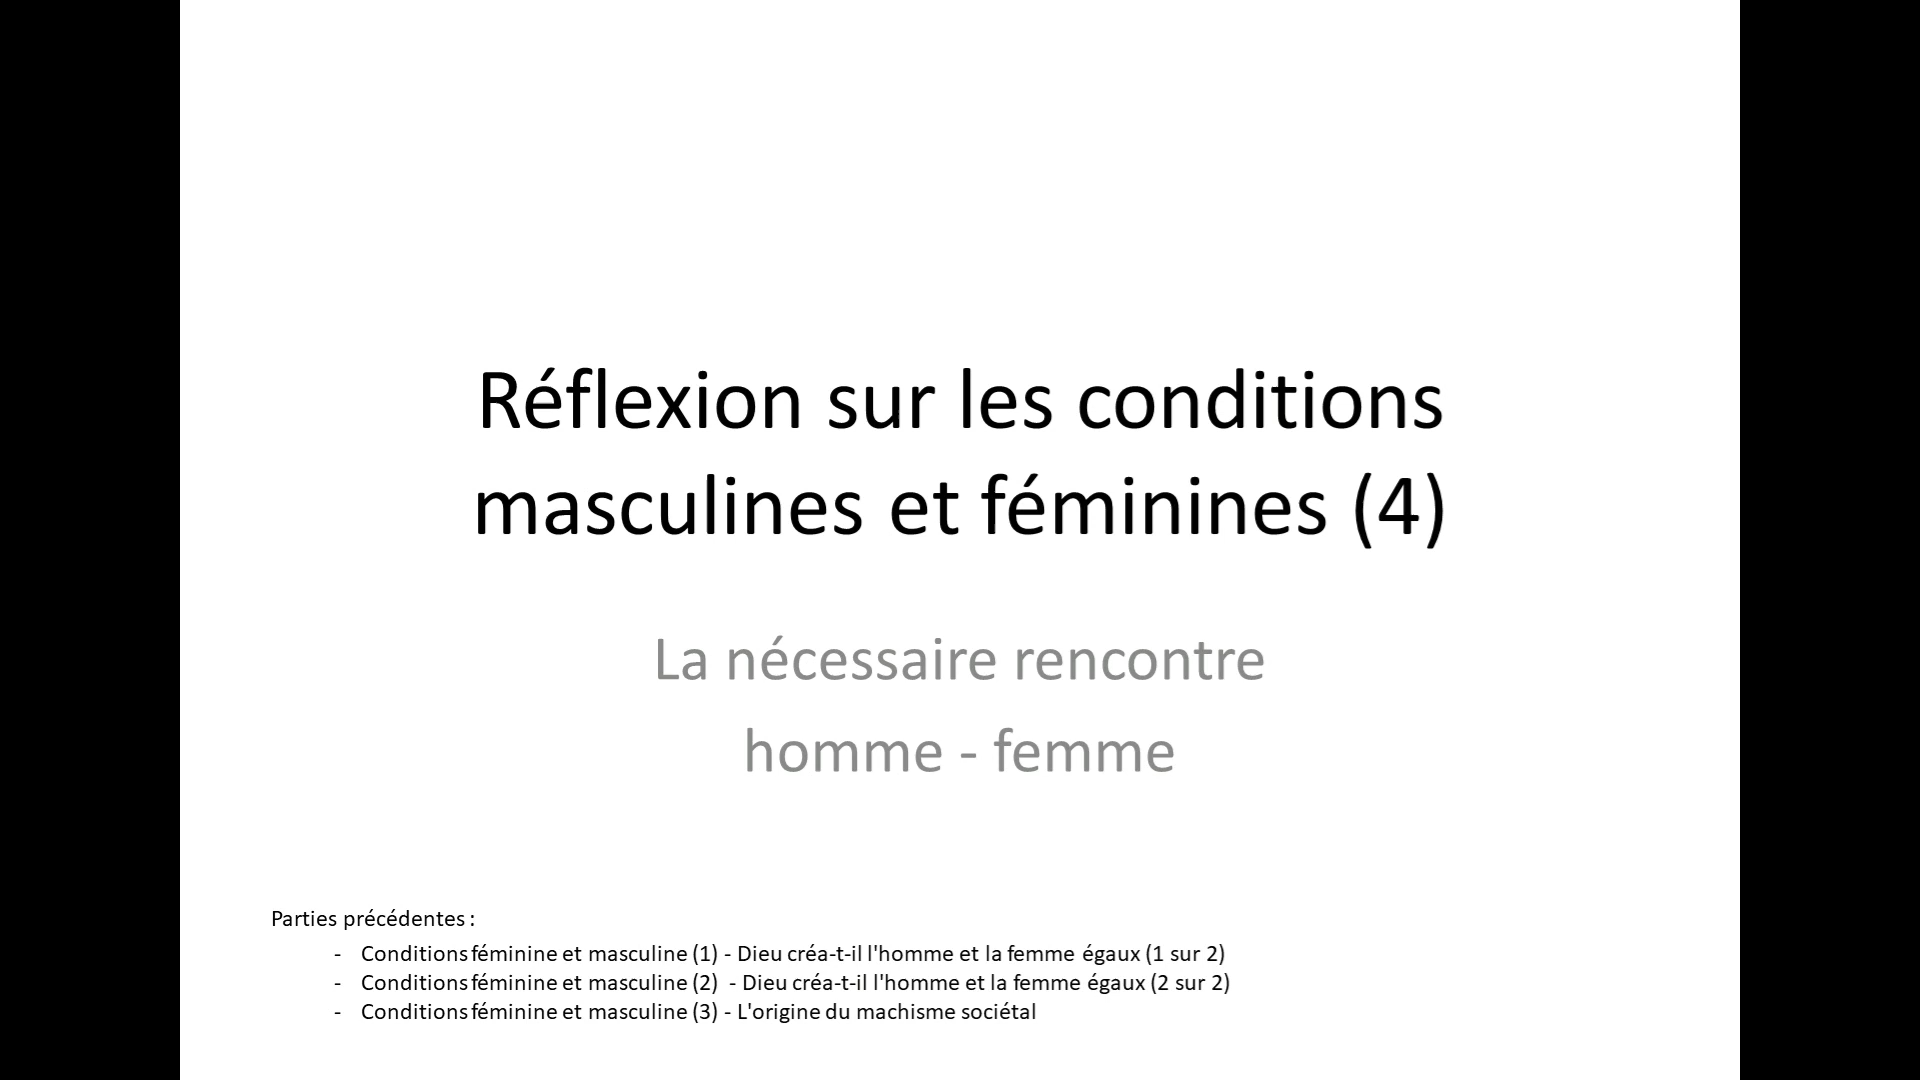 Réflexion sur les conditions
masculines et féminines (4)
La nécessaire rencontre
homme - femme
Parties précédentes :
- Conditions féminine et masculine (1) - Dieu créa-t-il l'homme et la femme égaux (1 sur 2)
- Conditions féminine et masculine (2) - Dieu créa-t-il l'homme et la femme égaux (2 sur 2)
- Conditions féminine et masculine (3) - L'origine du machisme sociétal